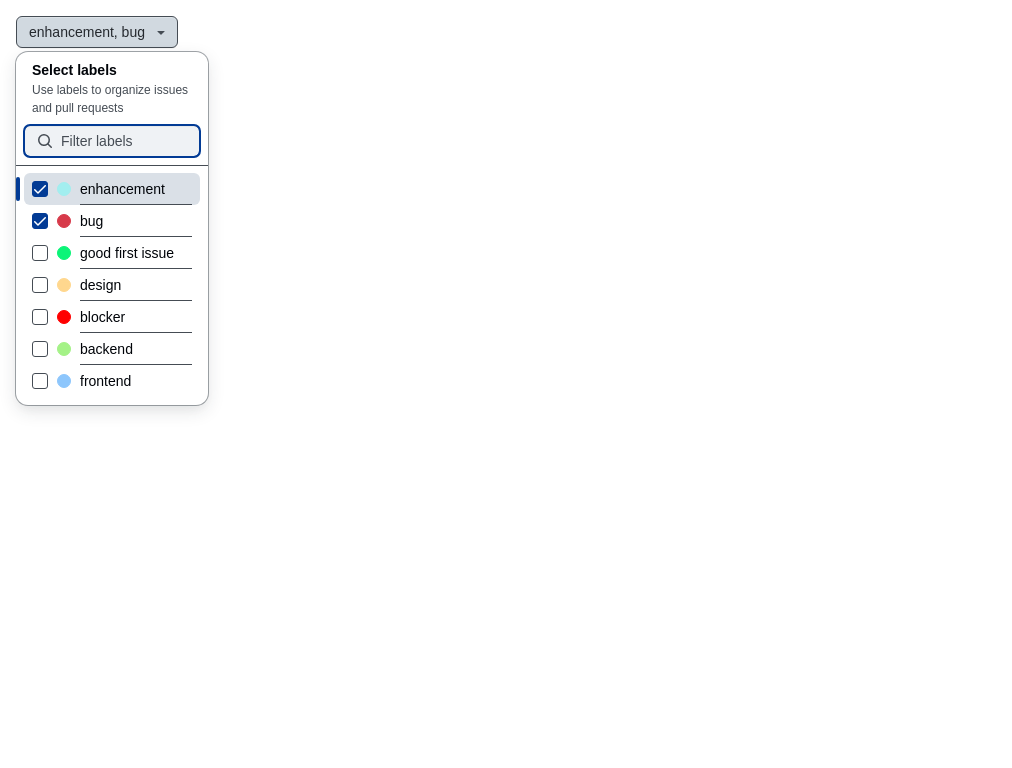 enhancement, bug
Select labels
Use labels to organize issues
and pull requests
Filter labels
enhancement
bug
good first issue
design
blocker
backend
frontend